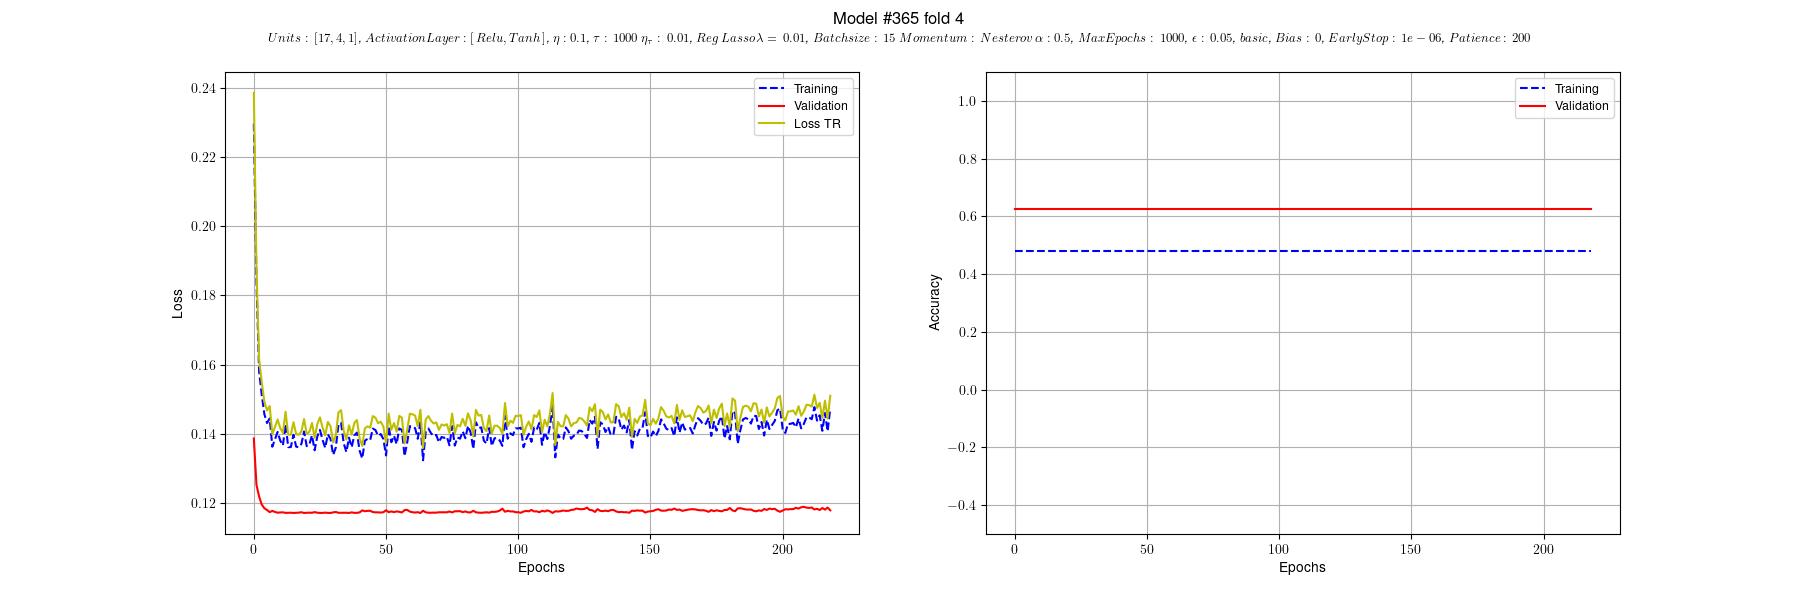 Model #365 fold 4
Units : [17, 4, 1], ActivationLayer : [ Relu, Tanh ], η : 0.1, τ : 1000 ητ : 0.01, Reg Lasso λ = 0.01, Batchsize : 15 Momentum : Nesterov α : 0.5, MaxEpochs : 1000, ϵ : 0.05, basic, Bias : 0, EarlyStop : 1e − 06, Patience : 200
Loss
0.24
0.22
0.20
0.18
0.16
0.14
0.12
0 50 100 150 200
Epochs
Training
Validation
Loss TR
Accuracy
1.0
0.8
0.6
0.4
0.2
0.0
−0.2
−0.4
0 50 100 150 200
Epochs
Training
Validation